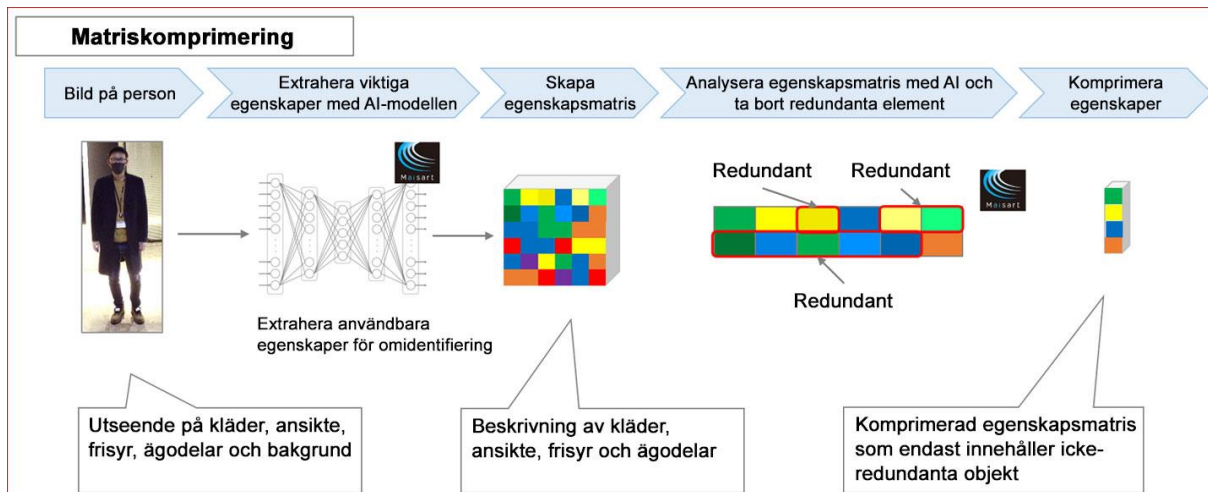 Matriskomprimering
Bild på person
Extrahera viktiga
egenskaper med AI-modellen
Skapa
egenskapsmatris
Analysera egenskapsmatris med AI och
ta bort redundanta element
Komprimera
egenskaper
Maisart
Redundant
Redundant
Maisart
Redundant
Extrahera användbara
egenskaper för omidentifiering
Utseende på kläder, ansikte,
frisyr, ägodelar och bakgrund
Beskrivning av kläder,
ansikte, frisyr och ägodelar
Komprimerad egenskapsmatris
som endast innehåller icke-
redundanta objekt